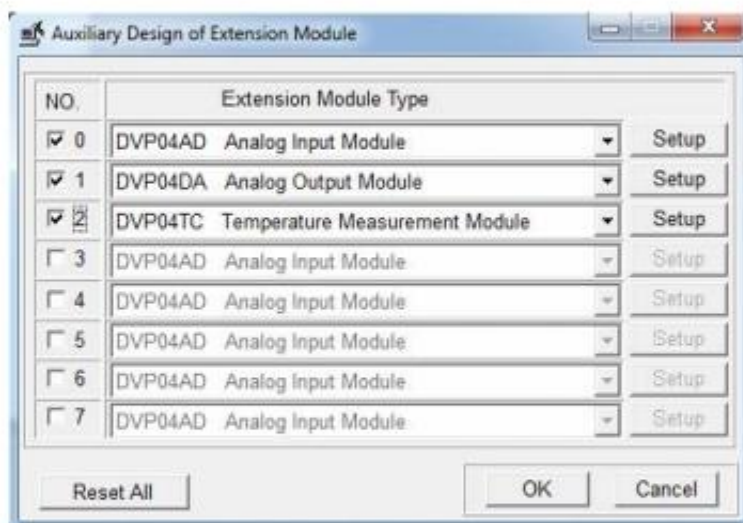 Auxiliary Design of Extension Module
NO. Extension Module Type
0 DVP04AD Analog Input Module Setup
1 DVP04DA Analog Output Module Setup
2 DVP04TC Temperature Measurement Module Setup
3 DVP04AD Analog Input Module Setup
4 DVP04AD Analog Input Module Setup
5 DVP04AD Analog Input Module Setup
6 DVP04AD Analog Input Module Setup
7 DVP04AD Analog Input Module Setup
Reset All OK Cancel